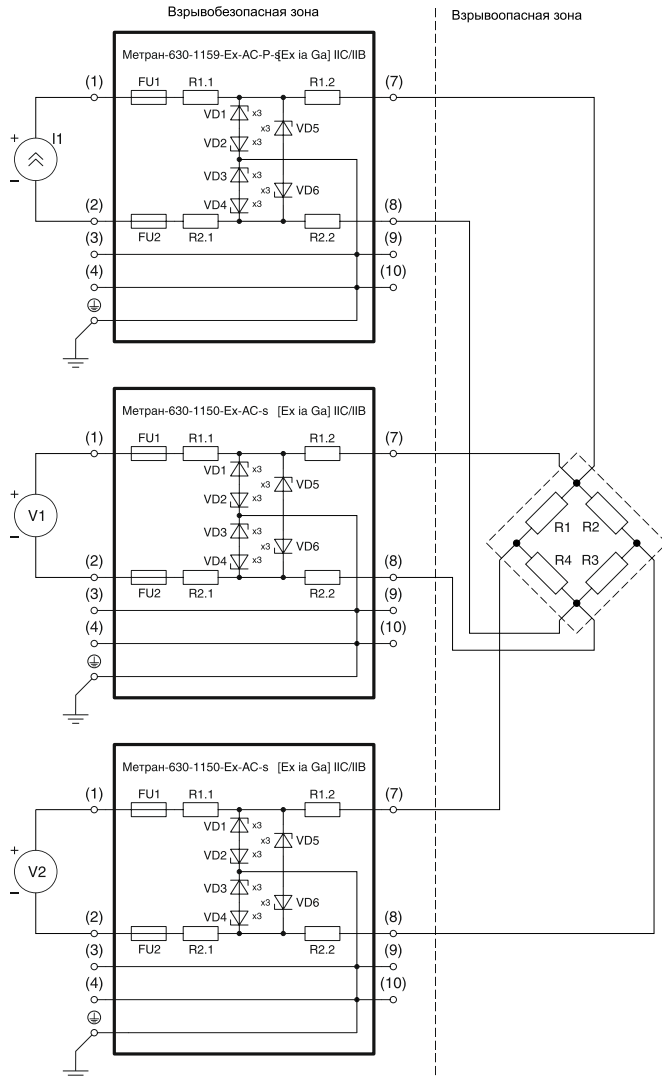 Взрывобезопасная зона
Взрывоопасная зона
Метран-630-1159-Ex-AC-P-s[Ex ia Ga] IIC/IIB
(1)
FU1
R1.1
R1.2
(7)
VD1
x3
x3
VD5
+
I1
VD2
x3
–
VD3
x3
x3
VD6
VD4
x3
(2)
(8)
FU2
R2.1
R2.2
(3)
(9)
(4)
(10)
Метран-630-1150-Ex-AC-s [Ex ia Ga] IIC/IIB
(1)
FU1
R1.1
R1.2
(7)
VD1
x3
x3
VD5
+
V1
VD2
x3
–
VD3
x3
x3
VD6
VD4
x3
(2)
(8)
FU2
R2.1
R2.2
(3)
(9)
(4)
(10)
R1
R2
R4
R3
Метран-630-1150-Ex-AC-s [Ex ia Ga] IIC/IIB
(1)
FU1
R1.1
R1.2
(7)
VD1
x3
x3
VD5
+
V2
VD2
x3
–
VD3
x3
x3
VD6
VD4
x3
(2)
(8)
FU2
R2.1
R2.2
(3)
(9)
(4)
(10)